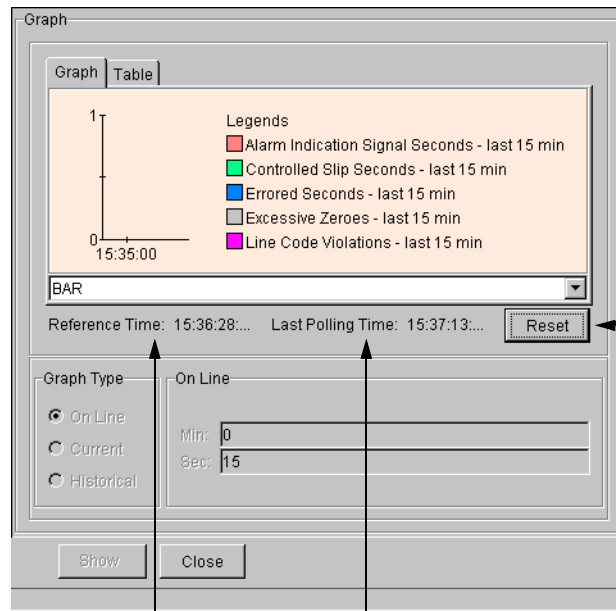 Graph
Graph Table
1
0
15:35:00
Legends
Alarm Indication Signal Seconds - last 15 min
Controlled Slip Seconds - last 15 min
Errored Seconds - last 15 min
Excessive Zeroes - last 15 min
Line Code Violations - last 15 min
BAR
Reference Time: 15:36:28:... Last Polling Time: 15:37:13:... Reset
Graph Type
On Line
Current
Historical
On Line
Min: 0
Sec: 15
Show Close